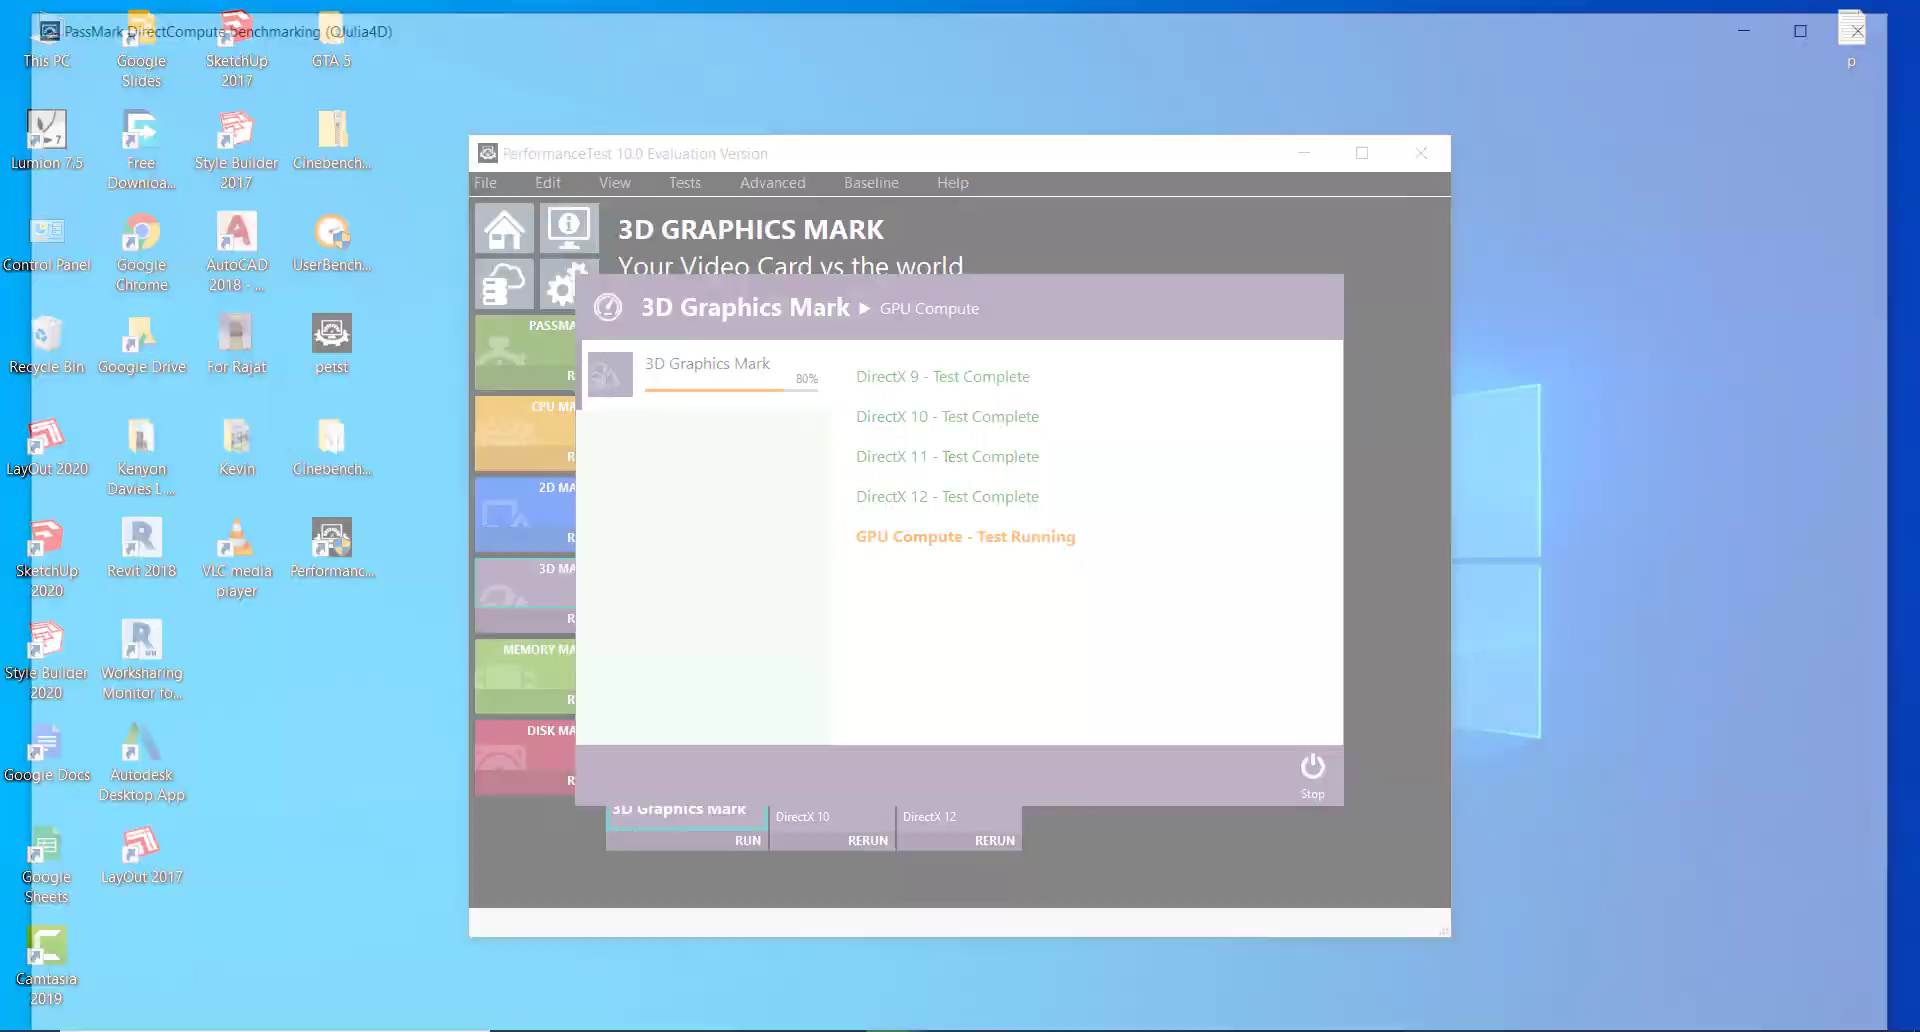 PassMark DirectCompute benchmarking (QJulia4D)
This PC
Google
Slides
SketchUp
2017
GTA 5
p
Lumion 7.5
Free
Downloa...
Style Builder
2017
Cinebench...
Control Panel
Google
Chrome
AutoCAD
2018 - ...
UserBench...
Recycle Bin
Google Drive
For Rajat
petst
LayOut 2020
Kenyon
Davies L ...
Kevin
Cinebench...
SketchUp
2020
Revit 2018
VLC media
player
Performanc...
Style Builder
2020
Worksharing
Monitor fo...
Google Docs
Autodesk
Desktop App
Google
Sheets
LayOut 2017
Camtasia
2019
PerformanceTest 10.0 Evaluation Version
File Edit View Tests Advanced Baseline Help
3D GRAPHICS MARK
Your Video Card vs the world
PASSMA
R
CPU MA
R
2D MA
R
3D MA
R
MEMORY MA
R
DISK MA
R
3D Graphics Mark ▶ GPU Compute
3D Graphics Mark
80%
DirectX 9 - Test Complete
DirectX 10 - Test Complete
DirectX 11 - Test Complete
DirectX 12 - Test Complete
GPU Compute - Test Running
Stop
3D Graphics Mark
RUN
DirectX 10
RERUN
DirectX 12
RERUN